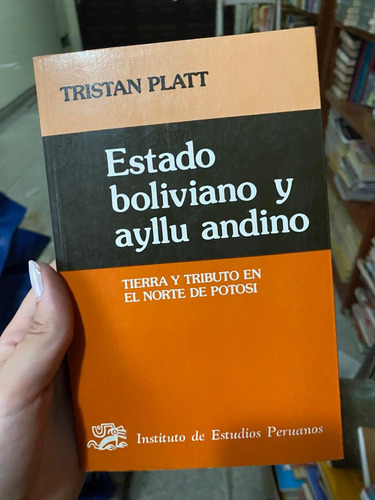 TRISTAN PLATT
Estado
boliviano y
ayllu andino
TIERRA Y TRIBUTO EN
EL NORTE DE POTOSI
Instituto de Estudios Peruanos